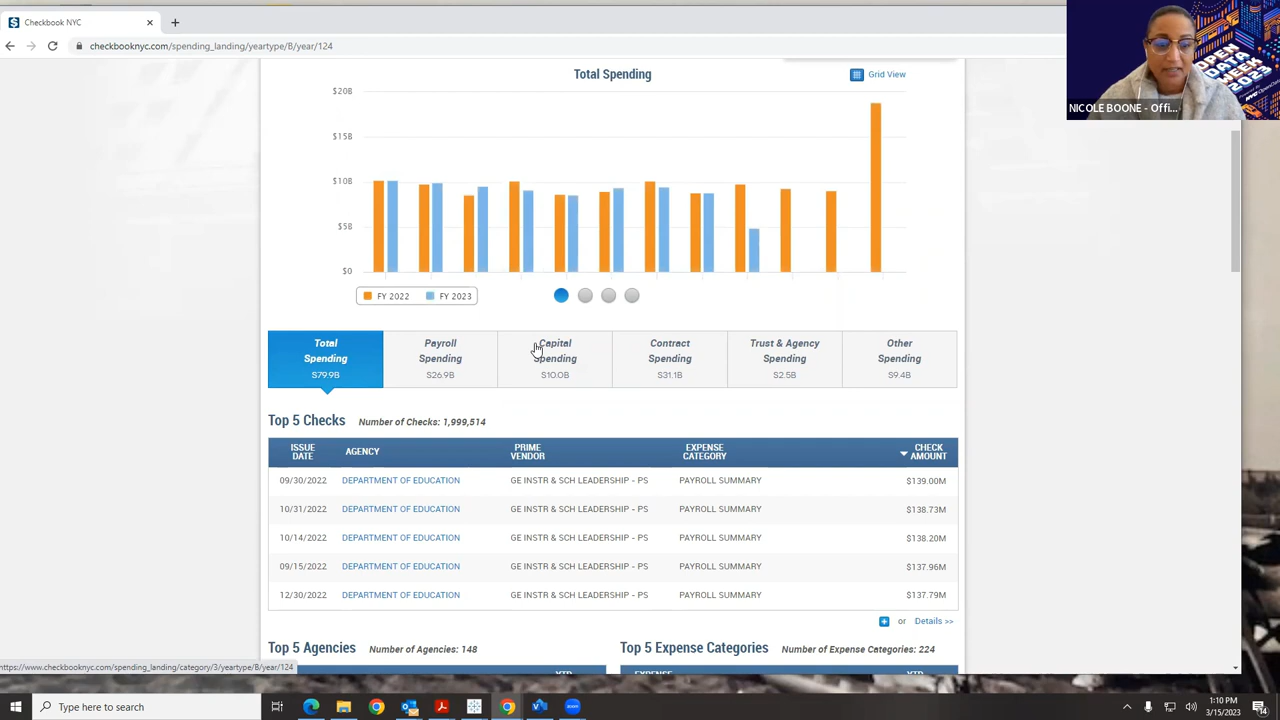 Checkbook NYC
checkbooknyc.com/spending_landing/yeartype/B/year/124
OPEN
DATA
WEEK
2023
NICOLE BOONE - Offi...
Total Spending
Grid View
$20B
$15B
$10B
$5B
$0
FY 2022 FY 2023
Total Spending $79.9B
Payroll Spending $26.9B
Capital Spending $10.0B
Contract Spending $31.1B
Trust & Agency Spending $2.5B
Other Spending $9.4B
Top 5 Checks Number of Checks: 1,999,514
ISSUE DATE AGENCY PRIME VENDOR EXPENSE CATEGORY CHECK AMOUNT
09/30/2022 DEPARTMENT OF EDUCATION GE INSTR & SCH LEADERSHIP - PS PAYROLL SUMMARY $139.00M
10/31/2022 DEPARTMENT OF EDUCATION GE INSTR & SCH LEADERSHIP - PS PAYROLL SUMMARY $138.73M
10/14/2022 DEPARTMENT OF EDUCATION GE INSTR & SCH LEADERSHIP - PS PAYROLL SUMMARY $138.20M
09/15/2022 DEPARTMENT OF EDUCATION GE INSTR & SCH LEADERSHIP - PS PAYROLL SUMMARY $137.96M
12/30/2022 DEPARTMENT OF EDUCATION GE INSTR & SCH LEADERSHIP - PS PAYROLL SUMMARY $137.79M
or Details >>
Top 5 Agencies Number of Agencies: 148
Top 5 Expense Categories Number of Expense Categories: 224
YTD
EXPENSE YTD
https://www.checkbooknyc.com/spending_landing/category/3/yeartype/B/year/124
Type here to search
1:10 PM
3/15/2023
14